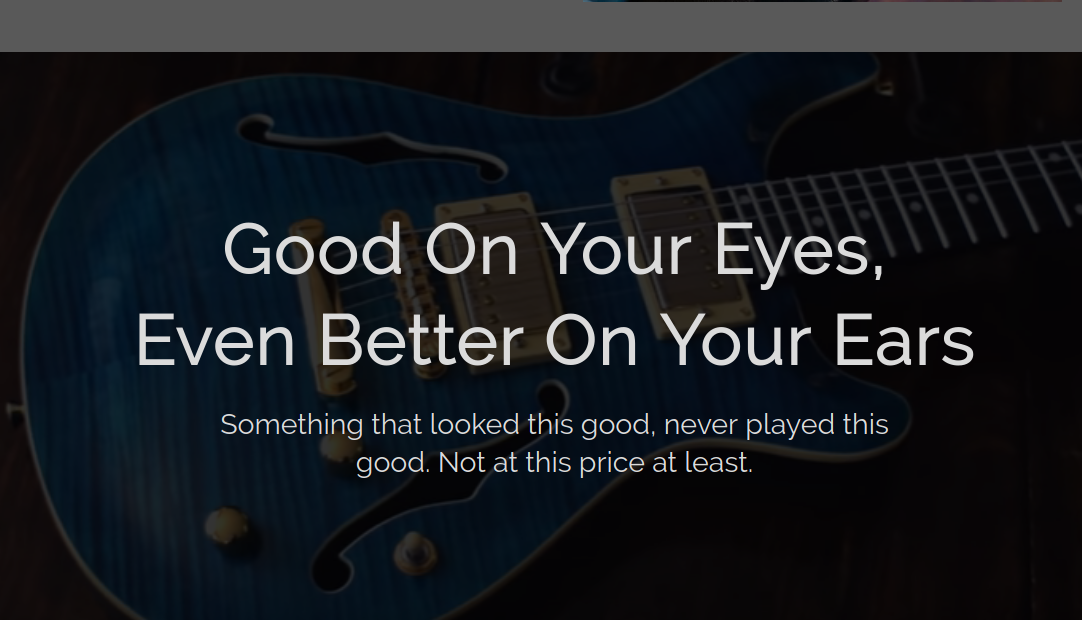 Good On Your Eyes,
Even Better On Your Ears
Something that looked this good, never played this
good. Not at this price at least.